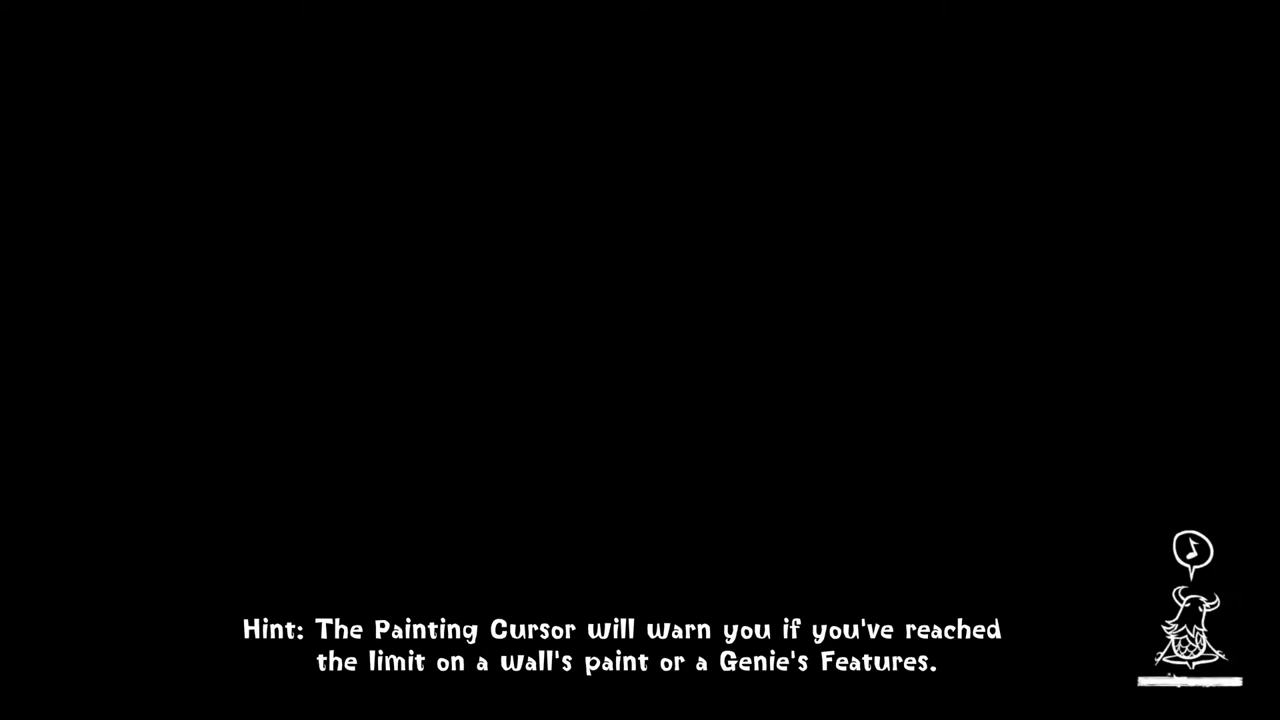 Hint: The Painting Cursor will warn you if you've reached
the limit on a wall's paint or a Genie's Features.